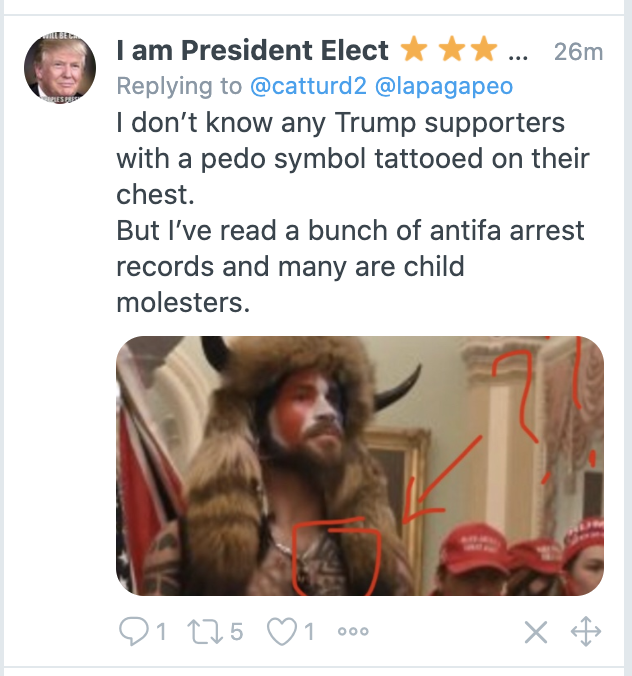 I am President Elect ⭐ ⭐⭐ ... 26m
Replying to @catturd2 @lapagapeo
I don’t know any Trump supporters
with a pedo symbol tattooed on their
chest.
But I’ve read a bunch of antifa arrest
records and many are child
molesters.
?!
1 5 1